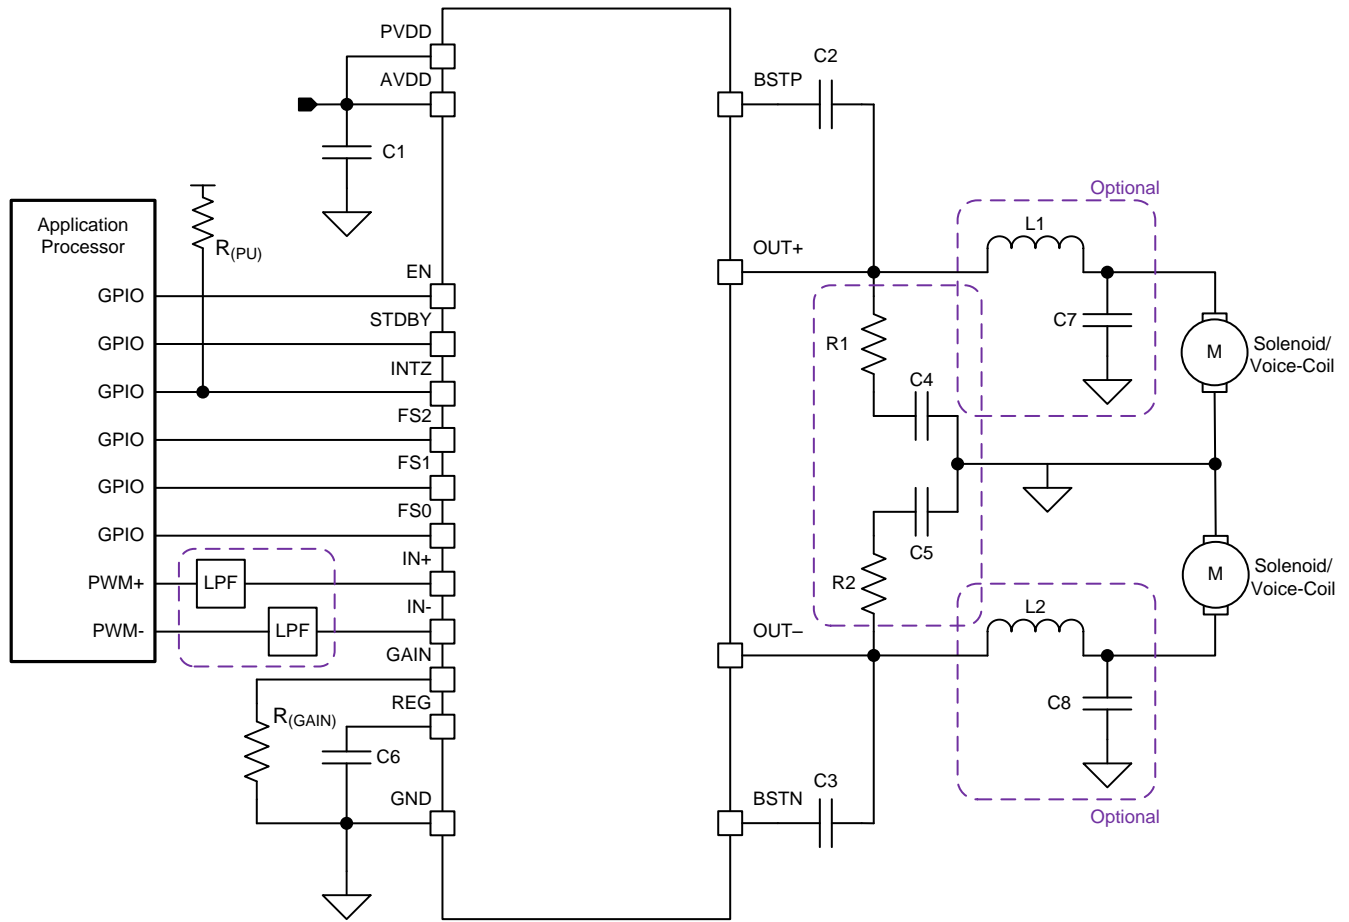 PVDD
AVDD
C1
Application
Processor
R(PU)
GPIO
GPIO
GPIO
GPIO
GPIO
GPIO
PWM+
PWM-
LPF
LPF
EN
STDBY
INTZ
FS2
FS1
FS0
IN+
IN-
GAIN
REG
GND
R(GAIN)
C6
BSTP
C2
OUT+
Optional
L1
C7
R1
C4
M
Solenoid/
Voice-Coil
C5
R2
M
Solenoid/
Voice-Coil
OUT–
L2
C8
BSTN
C3
Optional